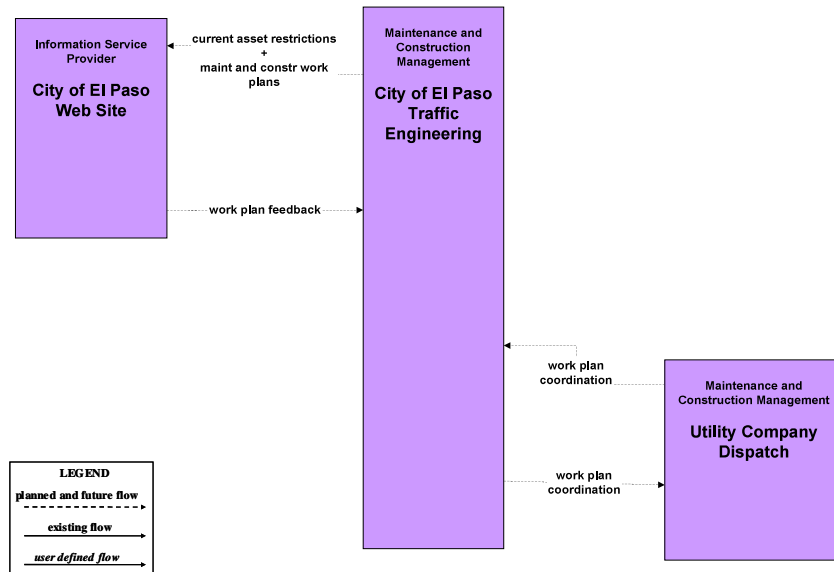 Information Service
Provider
City of El Paso
Web Site
current asset restrictions
+
maint and constr work
plans
Maintenance and
Construction
Management
City of El Paso
Traffic
Engineering
work plan feedback
work plan
coordination
Maintenance and
Construction Management
Utility Company
Dispatch
work plan
coordination
LEGEND
planned and future flow
existing flow
user defined flow